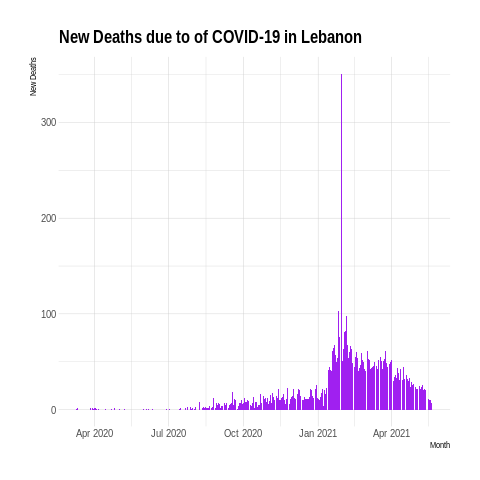 New Deaths due to of COVID-19 in Lebanon
New Deaths
300
200
100
0
Apr 2020 Jul 2020 Oct 2020 Jan 2021 Apr 2021
Month